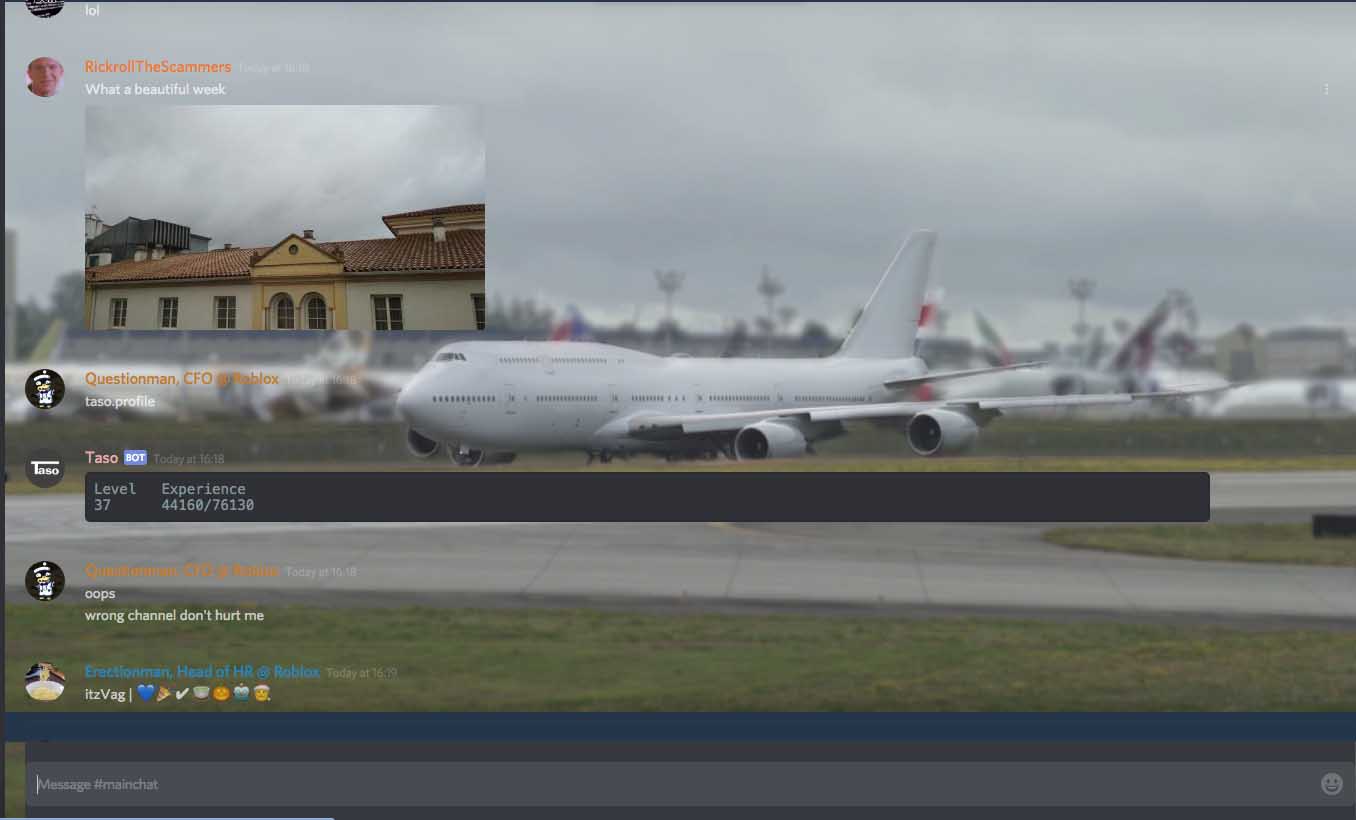 lol
RickrollTheScammers Today at 16:18
What a beautiful week
Questionman, CFO @ Roblox Today at 16:18
taso.profile
Taso BOT Today at 16:18
Taso
Level Experience
37 44160/76130
Questionman, CFO @ Roblox Today at 16:18
oops
wrong channel don't hurt me
Erectionman, Head of HR @ Roblox Today at 16:19
itzVag | 💙🎉✔🍵🎃🤖🤶
Message #mainchat